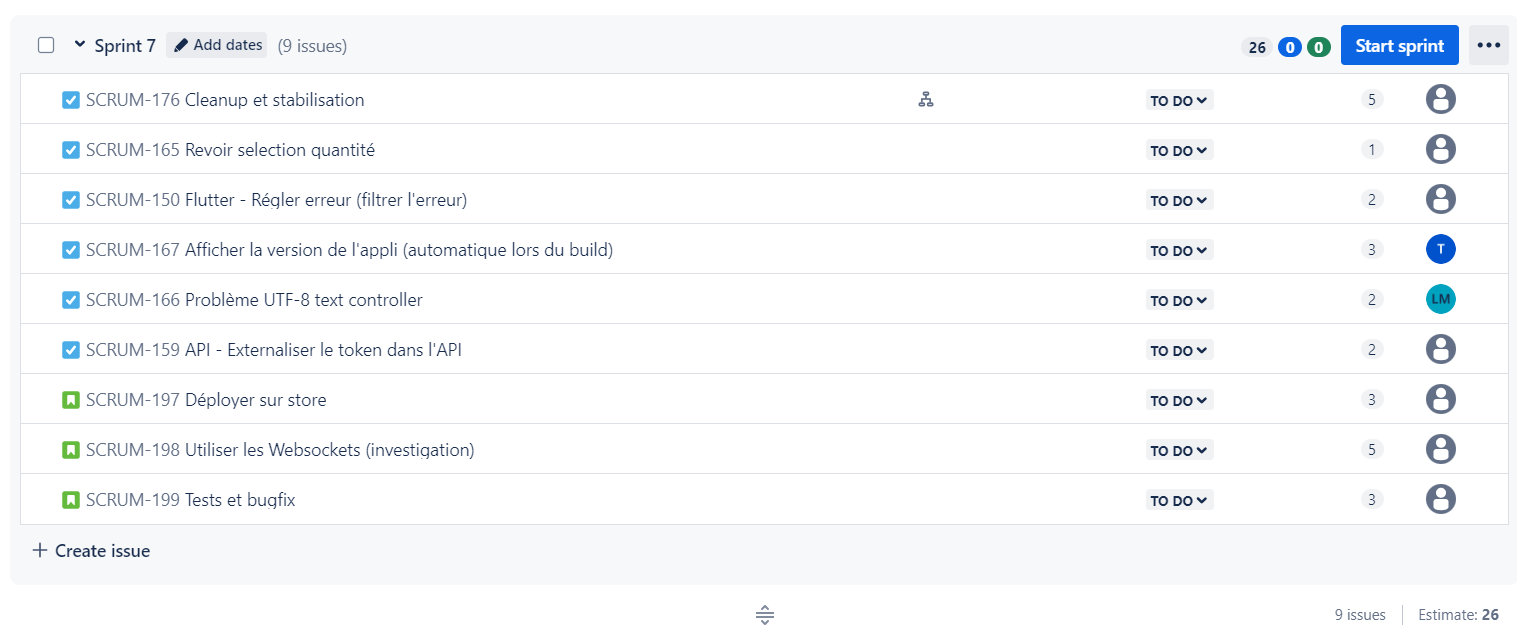 Sprint 7 Add dates (9 issues) 26 0 0 Start sprint
SCRUM-176 Cleanup et stabilisation TO DO 5
SCRUM-165 Revoir selection quantité TO DO 1
SCRUM-150 Flutter - Régler erreur (filtrer l'erreur) TO DO 2
SCRUM-167 Afficher la version de l'appli (automatique lors du build) TO DO 3 T
SCRUM-166 Problème UTF-8 text controller TO DO 2 LM
SCRUM-159 API - Externaliser le token dans l'API TO DO 2
SCRUM-197 Déployer sur store TO DO 3
SCRUM-198 Utiliser les Websockets (investigation) TO DO 5
SCRUM-199 Tests et bugfix TO DO 3
+ Create issue
9 issues Estimate: 26